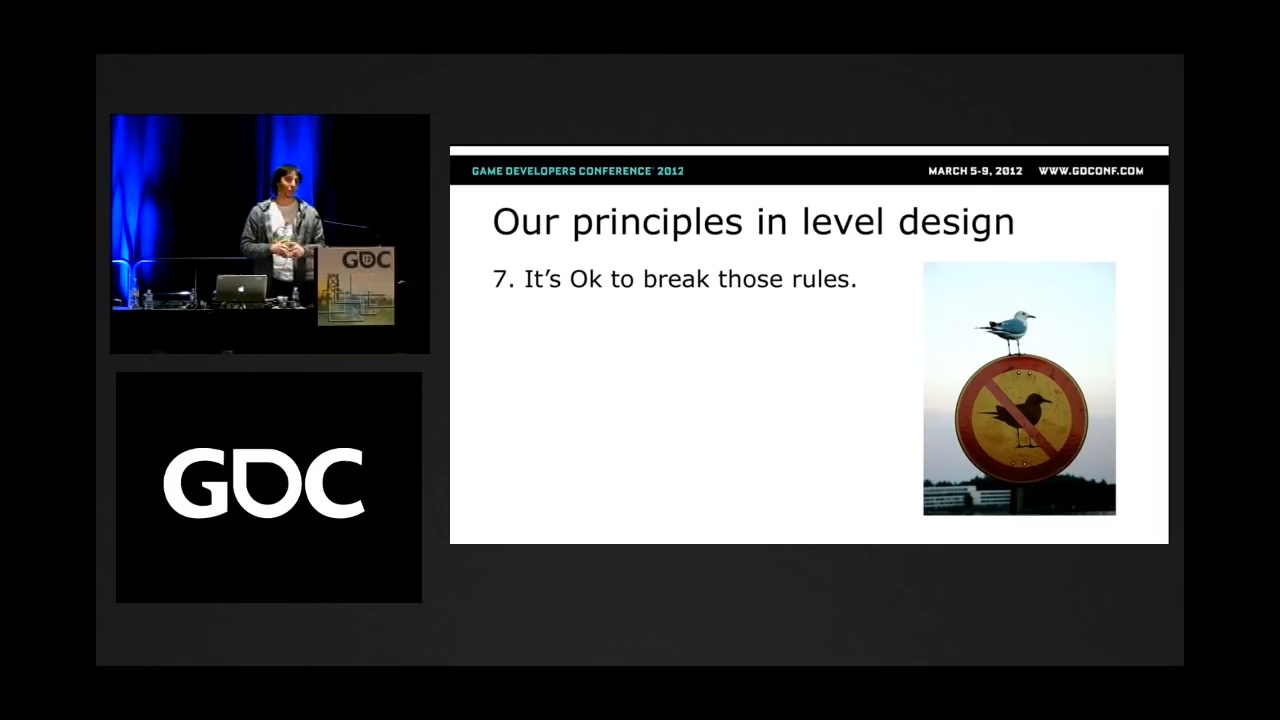 GAME DEVELOPERS CONFERENCE® 2012
MARCH 5-9, 2012 WWW.GDCONF.COM
Our principles in level design
7. It’s Ok to break those rules.
GDC
GDC